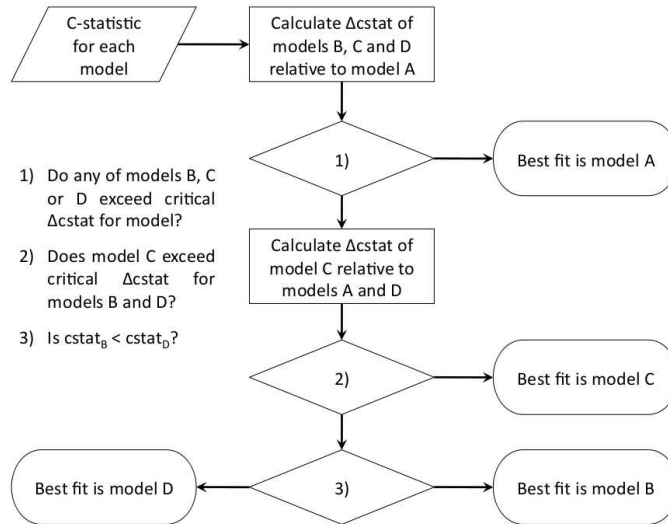 C-statistic
for each
model
Calculate Δcstat of
models B, C and D
relative to model A
1)
Best fit is model A
1) Do any of models B, C
or D exceed critical
Δcstat for model?
2) Does model C exceed
critical Δcstat for
models B and D?
3) Is cstat_B < cstat_D?
Calculate Δcstat of
model C relative to
models A and D
2)
Best fit is model C
Best fit is model D
3)
Best fit is model B